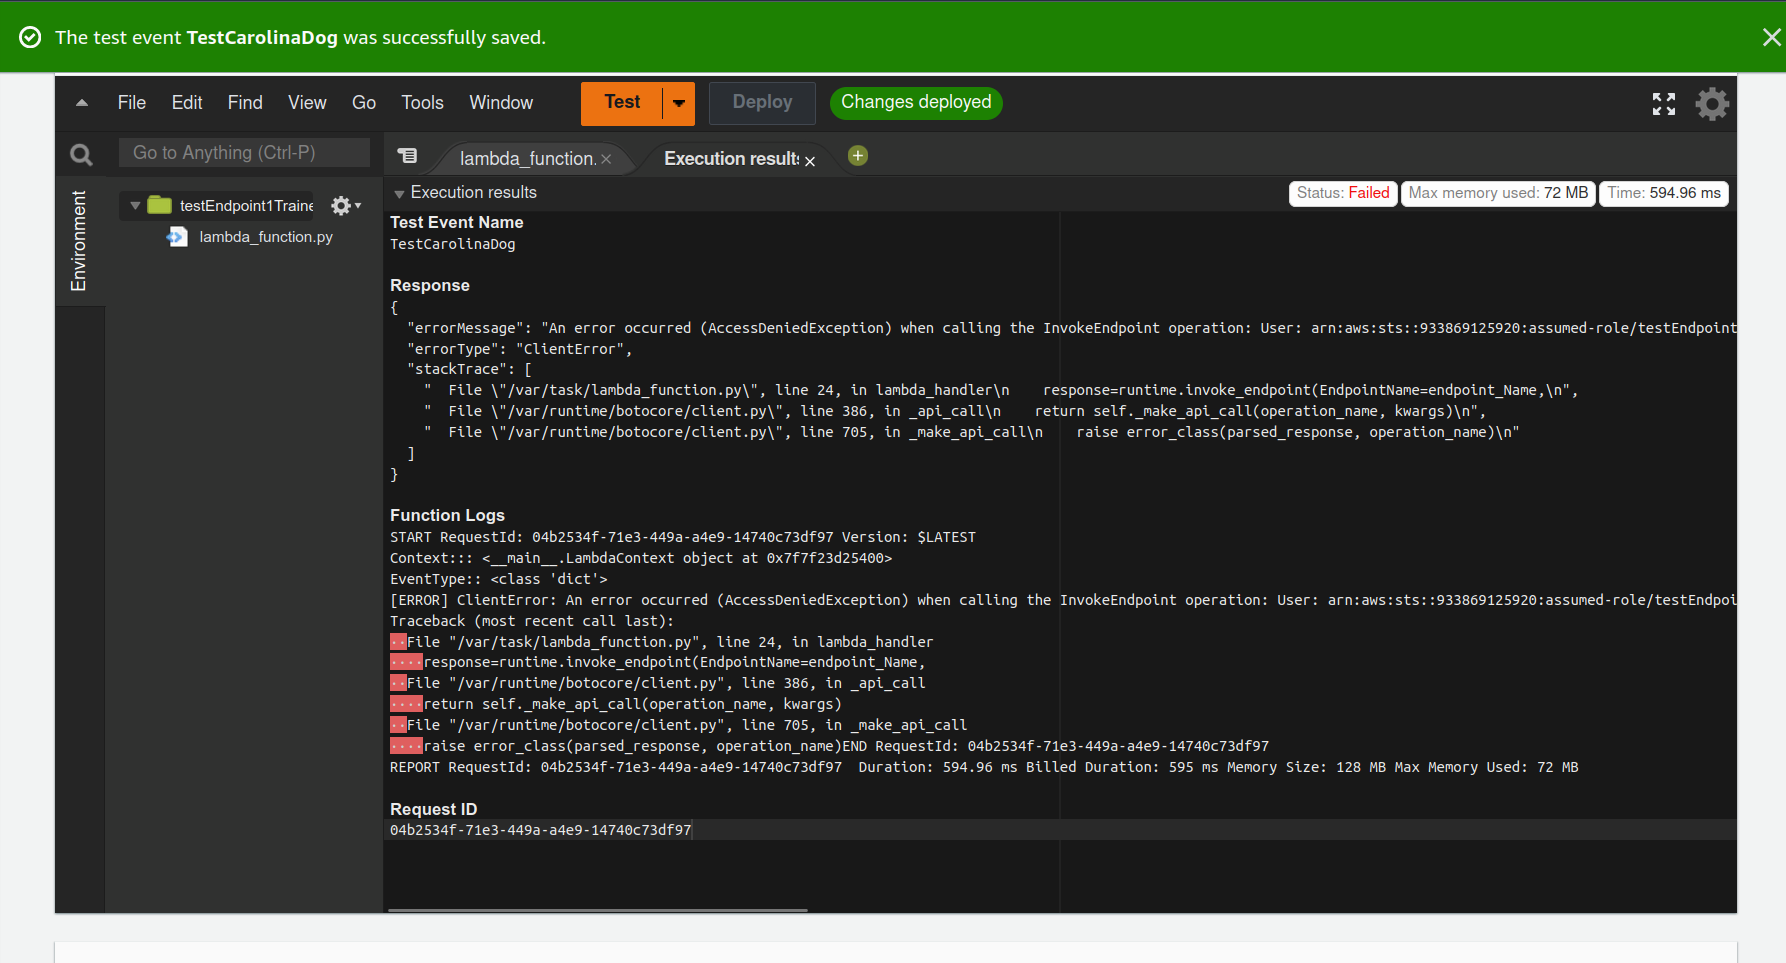 The test event TestCarolinaDog was successfully saved.
File Edit Find View Go Tools Window Test Deploy Changes deployed
Go to Anything (Ctrl-P)
lambda_function.
Execution results
Environment
testEndpoint1Traine
lambda_function.py
Execution results
Status: Failed Max memory used: 72 MB Time: 594.96 ms
Test Event Name
TestCarolinaDog
Response
{
  "errorMessage": "An error occurred (AccessDeniedException) when calling the InvokeEndpoint operation: User: arn:aws:sts::933869125920:assumed-role/testEndpoint
  "errorType": "ClientError",
  "stackTrace": [
    "  File \"/var/task/lambda_function.py\", line 24, in lambda_handler\n    response=runtime.invoke_endpoint(EndpointName=endpoint_Name,\n",
    "  File \"/var/runtime/botocore/client.py\", line 386, in _api_call\n    return self._make_api_call(operation_name, kwargs)\n",
    "  File \"/var/runtime/botocore/client.py\", line 705, in _make_api_call\n    raise error_class(parsed_response, operation_name)\n"
  ]
}
Function Logs
START RequestId: 04b2534f-71e3-449a-a4e9-14740c73df97 Version: $LATEST
Context::: <__main__.LambdaContext object at 0x7f7f23d25400>
EventType:: <class 'dict'>
[ERROR] ClientError: An error occurred (AccessDeniedException) when calling the InvokeEndpoint operation: User: arn:aws:sts::933869125920:assumed-role/testEndpoi
Traceback (most recent call last):
  File "/var/task/lambda_function.py", line 24, in lambda_handler
    response=runtime.invoke_endpoint(EndpointName=endpoint_Name,
  File "/var/runtime/botocore/client.py", line 386, in _api_call
    return self._make_api_call(operation_name, kwargs)
  File "/var/runtime/botocore/client.py", line 705, in _make_api_call
    raise error_class(parsed_response, operation_name)END RequestId: 04b2534f-71e3-449a-a4e9-14740c73df97
REPORT RequestId: 04b2534f-71e3-449a-a4e9-14740c73df97  Duration: 594.96 ms Billed Duration: 595 ms Memory Size: 128 MB Max Memory Used: 72 MB
Request ID
04b2534f-71e3-449a-a4e9-14740c73df97